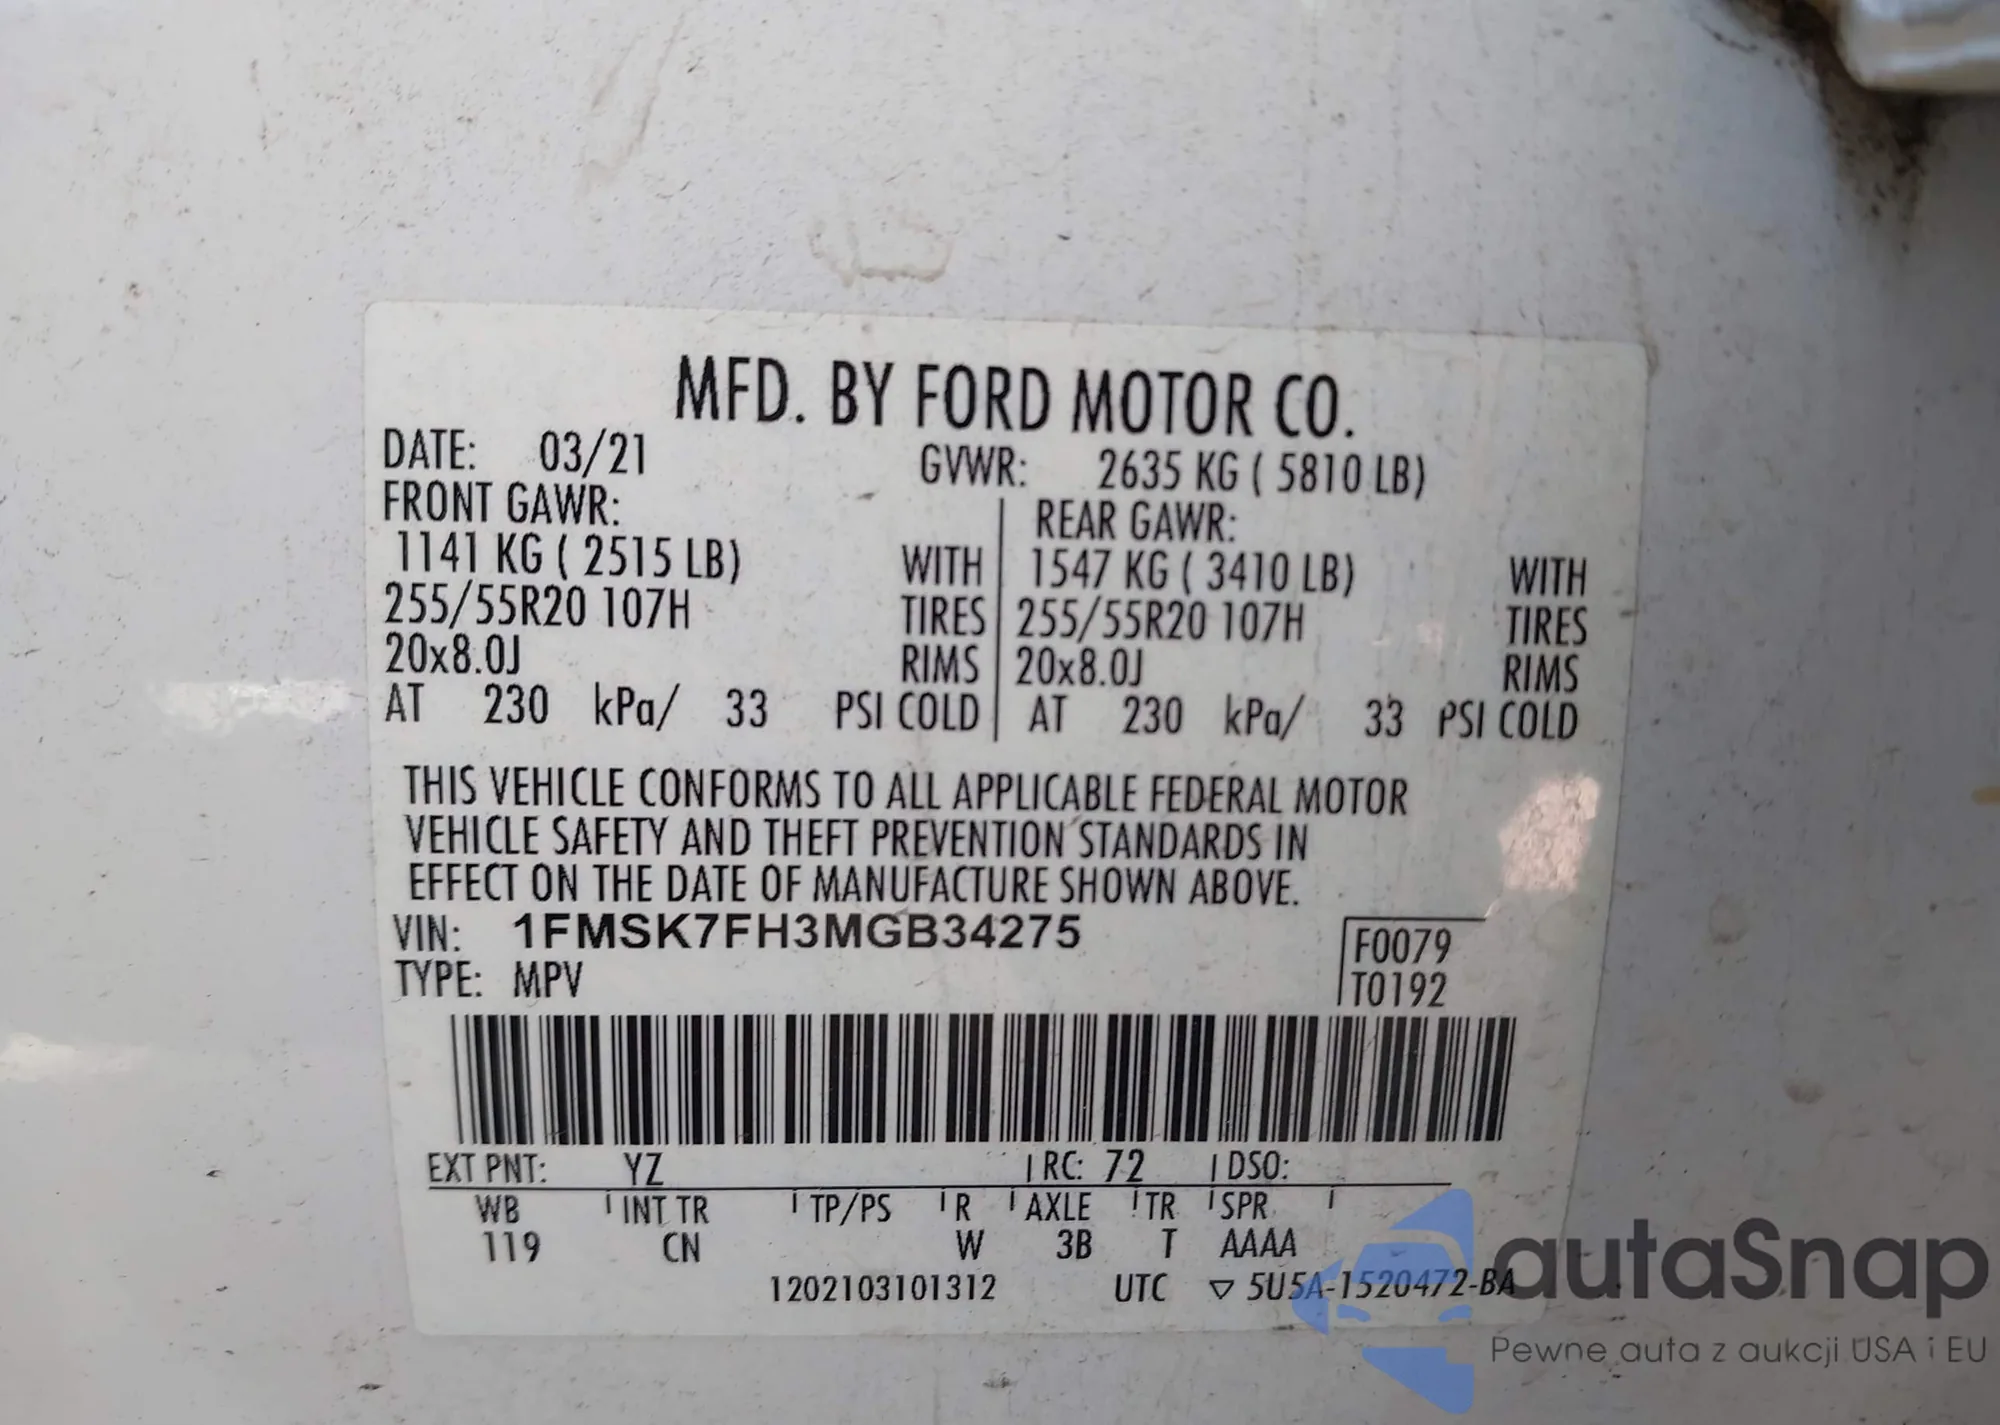 MFD. BY FORD MOTOR CO.
DATE: 03/21 GVWR: 2635 KG ( 5810 LB)
FRONT GAWR: REAR GAWR:
1141 KG ( 2515 LB) WITH 1547 KG ( 3410 LB) WITH
255/55R20 107H TIRES 255/55R20 107H TIRES
20x8.0J RIMS 20x8.0J RIMS
AT 230 kPa/ 33 PSI COLD AT 230 kPa/ 33 PSI COLD
THIS VEHICLE CONFORMS TO ALL APPLICABLE FEDERAL MOTOR
VEHICLE SAFETY AND THEFT PREVENTION STANDARDS IN
EFFECT ON THE DATE OF MANUFACTURE SHOWN ABOVE.
VIN: 1FMSK7FH3MGB34275 F0079
TYPE: MPV T0192
EXT PNT: YZ RC: 72 DSO:
WB INT TR TP/PS R AXLE TR SPR
119 CN W 3B T AAAA
1202103101312 UTC ▽ 5U5A-1520472-BA
autaSnap
Pewne auta z aukcji USA i EU